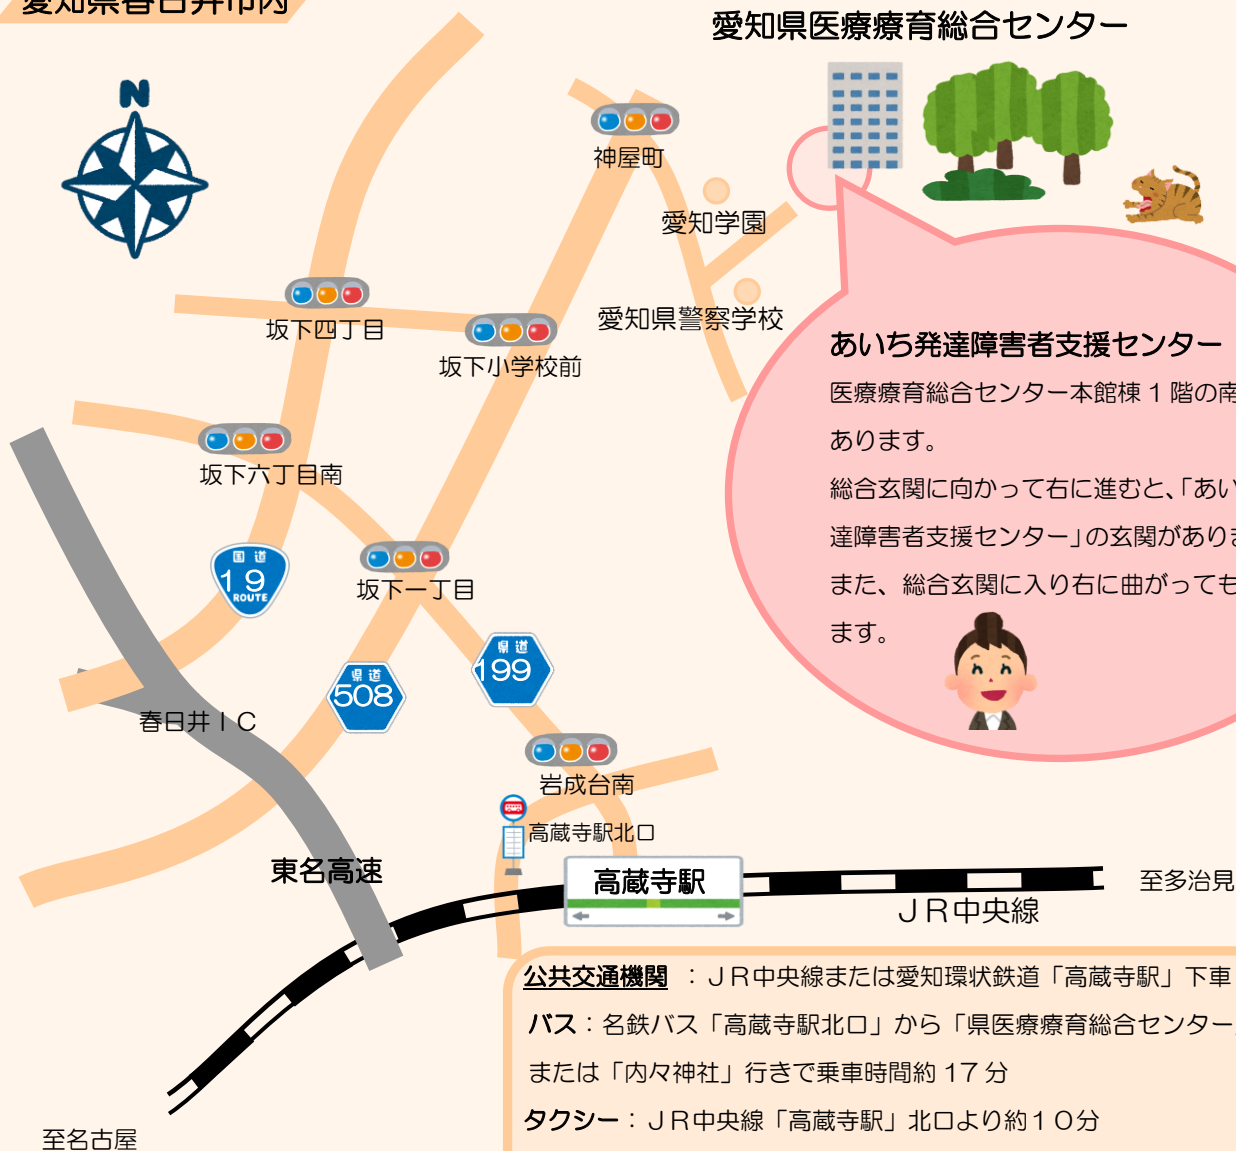 愛知県春日井市内
愛知県医療療育総合センター
N
神屋町
愛知学園
愛知県警察学校
坂下四丁目
坂下小学校前
坂下六丁目南
坂下一丁目
国道
19
ROUTE
県道
508
県道
199
春日井IC
岩成台南
高蔵寺駅北口
東名高速
高蔵寺駅
至多治見
JR中央線
至名古屋
あいち発達障害者支援センター
医療療育総合センター本館棟1階の南
あります。
総合玄関に向かって右に進むと、「あい
達障害者支援センター」の玄関がありま
また、総合玄関に入り右に曲がっても
ます。
公共交通機関 :JR中央線または愛知環状鉄道「高蔵寺駅」下車
バス:名鉄バス「高蔵寺駅北口」から「県医療療育総合センター」
または「内々神社」行きで乗車時間約17分
タクシー:JR中央線「高蔵寺駅」北口より約10分